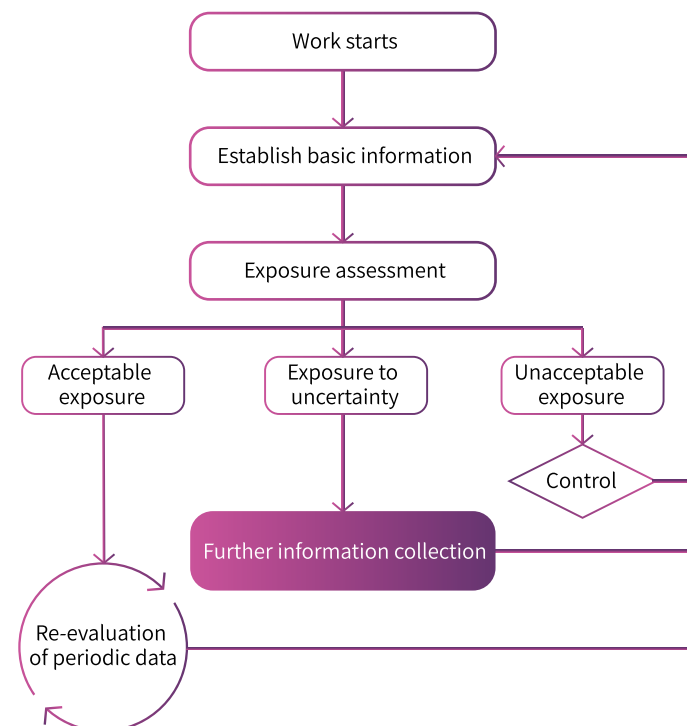 Work starts
Establish basic information
Exposure assessment
Acceptable
exposure
Exposure to
uncertainty
Unacceptable
exposure
Control
Further information collection
Re-evaluation
of periodic data